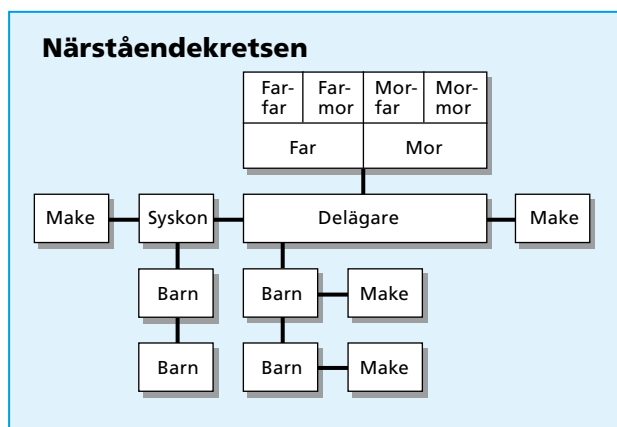 Närståendekretsen
Far-
far
Far-
mor
Mor-
far
Mor-
mor
Far
Mor
Make
Syskon
Delägare
Make
Barn
Barn
Make
Barn
Barn
Make